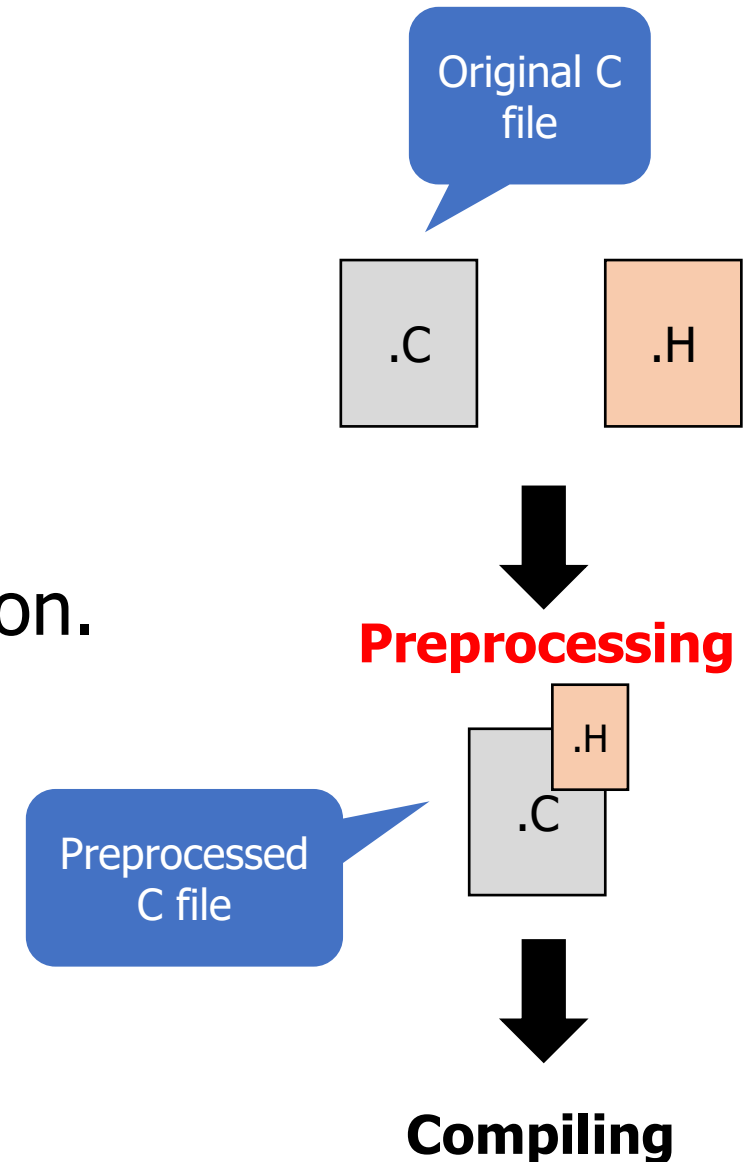 Original C
file
.C
.H
on.
Preprocessing
.H
.C
Preprocessed
C file
Compiling